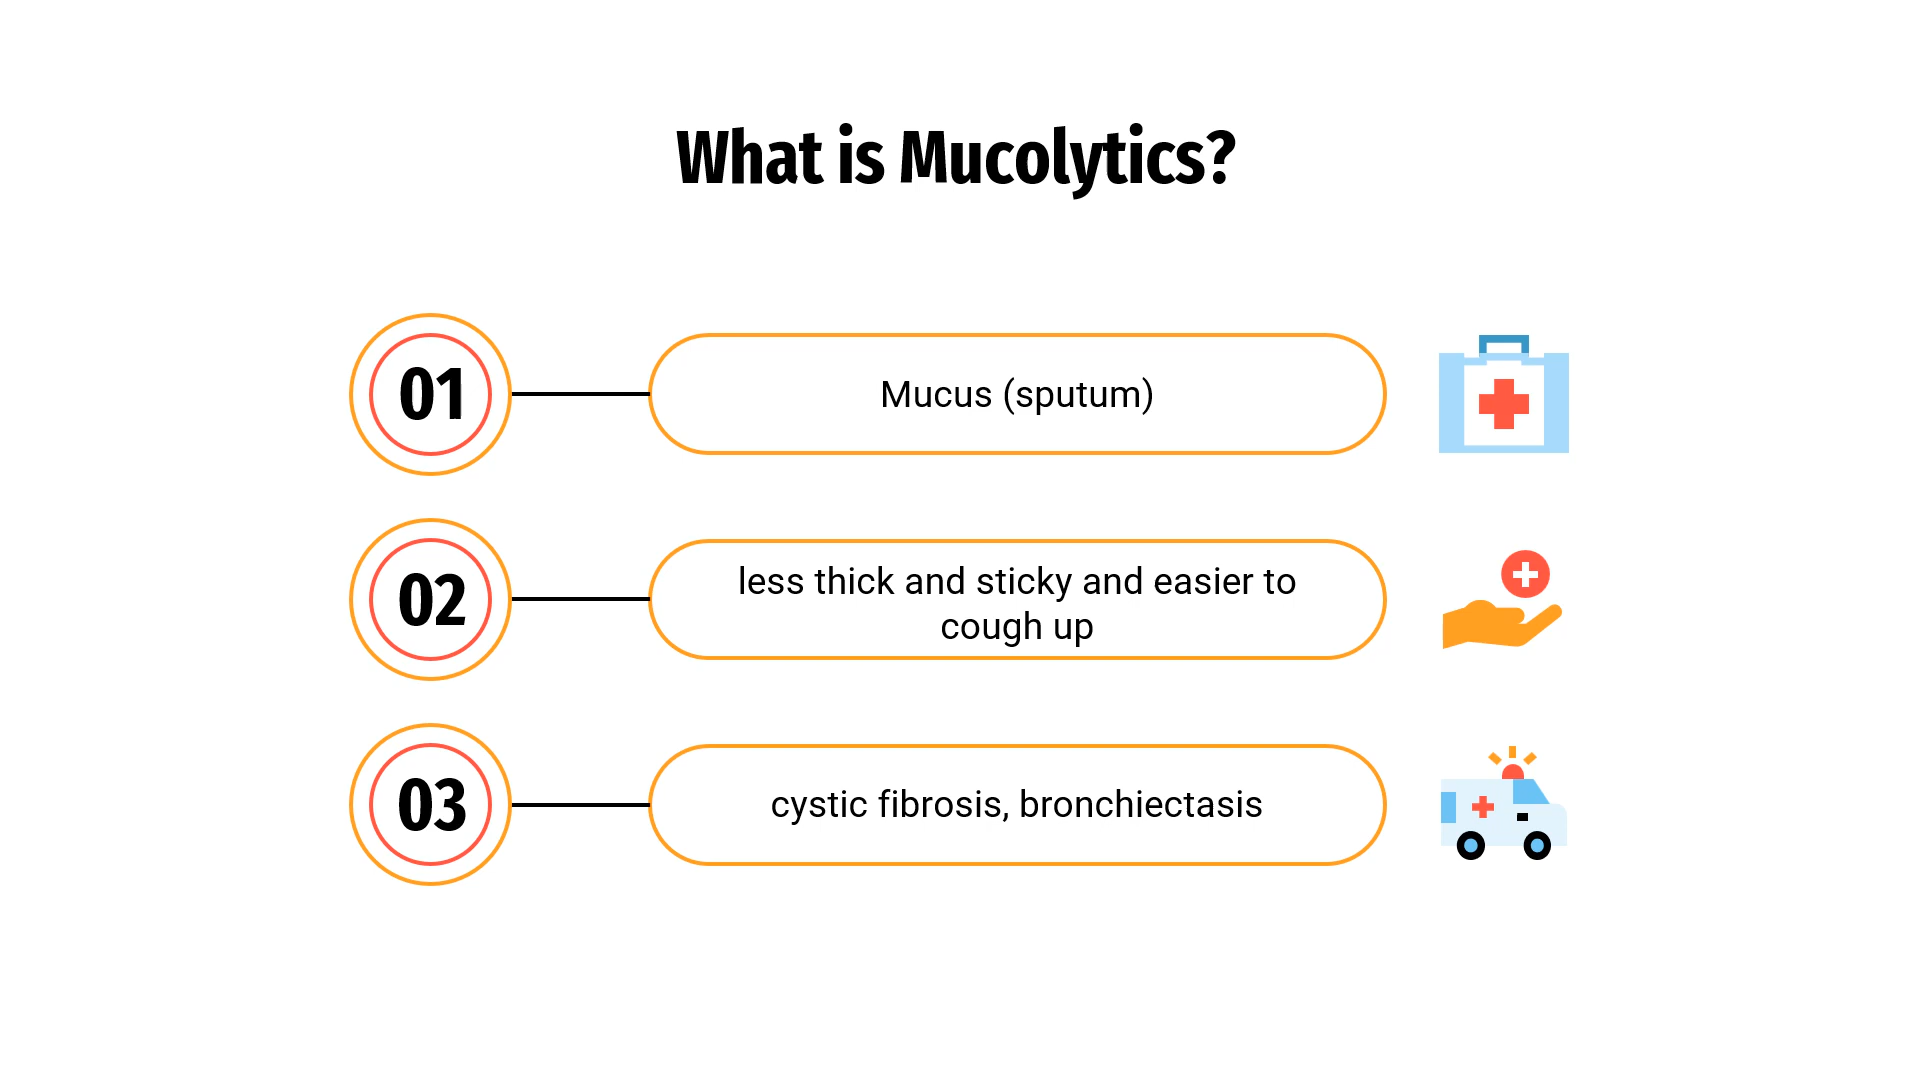 What is Mucolytics?
01
Mucus (sputum)
02
less thick and sticky and easier to
cough up
03
cystic fibrosis, bronchiectasis